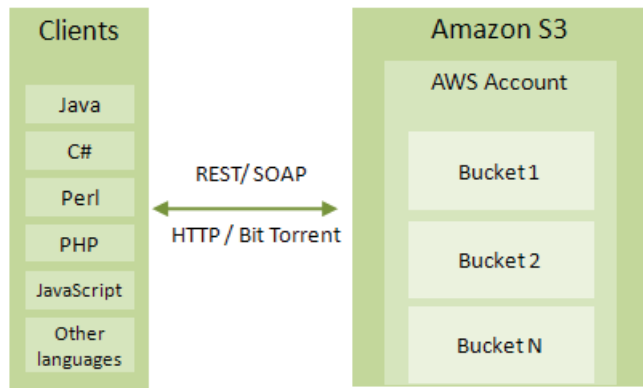 Clients
Java
C#
Perl
PHP
JavaScript
Other
languages
REST/ SOAP
HTTP / Bit Torrent
Amazon S3
AWS Account
Bucket 1
Bucket 2
Bucket N